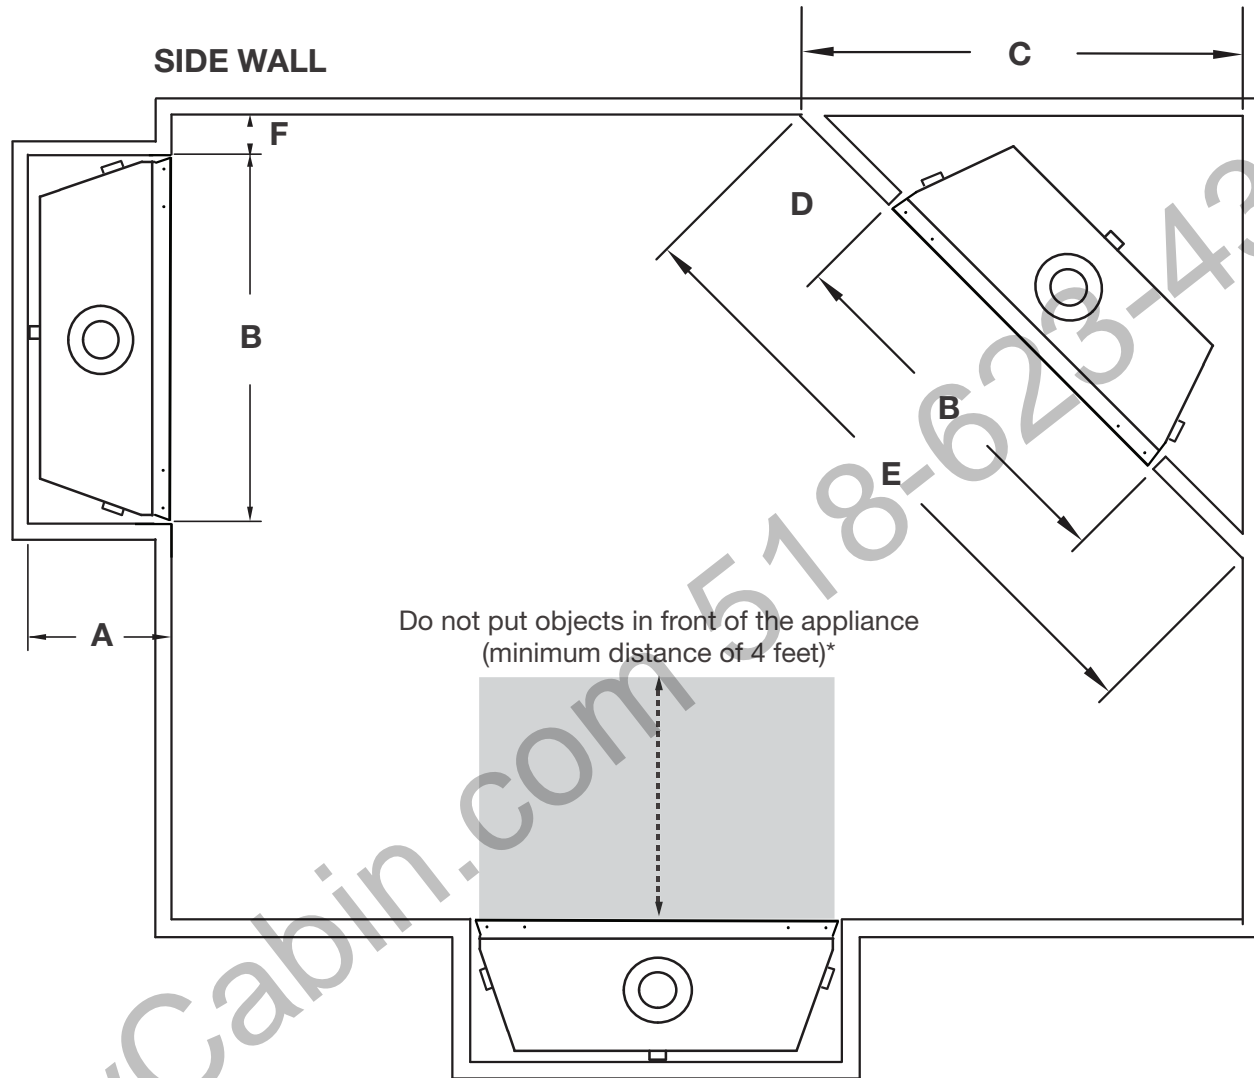 SIDE WALL
C
F
D
B
B
E
A
Do not put objects in front of the appliance
(minimum distance of 4 feet)*
Cabin.com 518-623-43